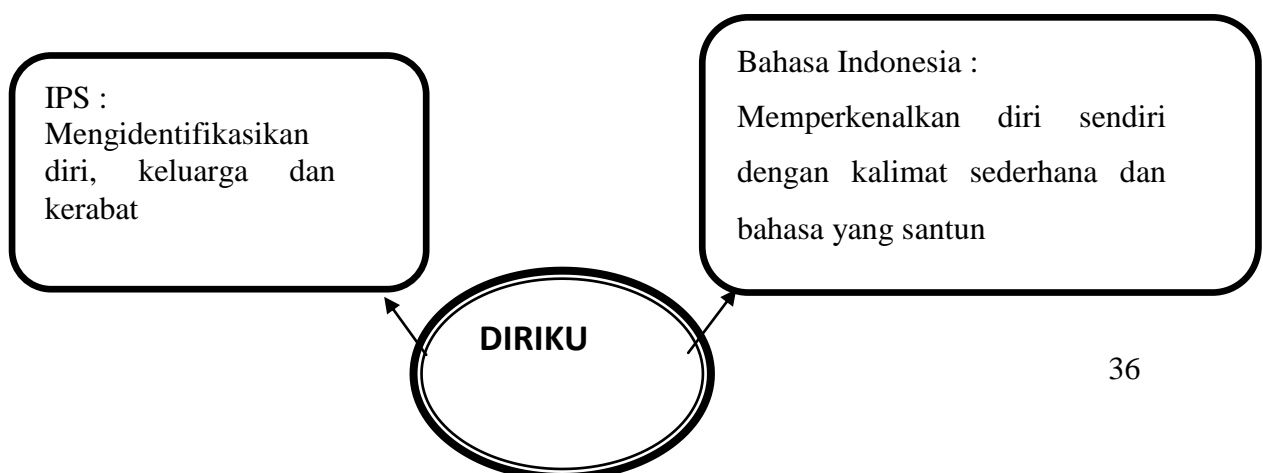 IPS :
Mengidentifikasikan
diri, keluarga dan
kerabat
Bahasa Indonesia :
Memperkenalkan diri sendiri
dengan kalimat sederhana dan
bahasa yang santun
DIRIKU
36